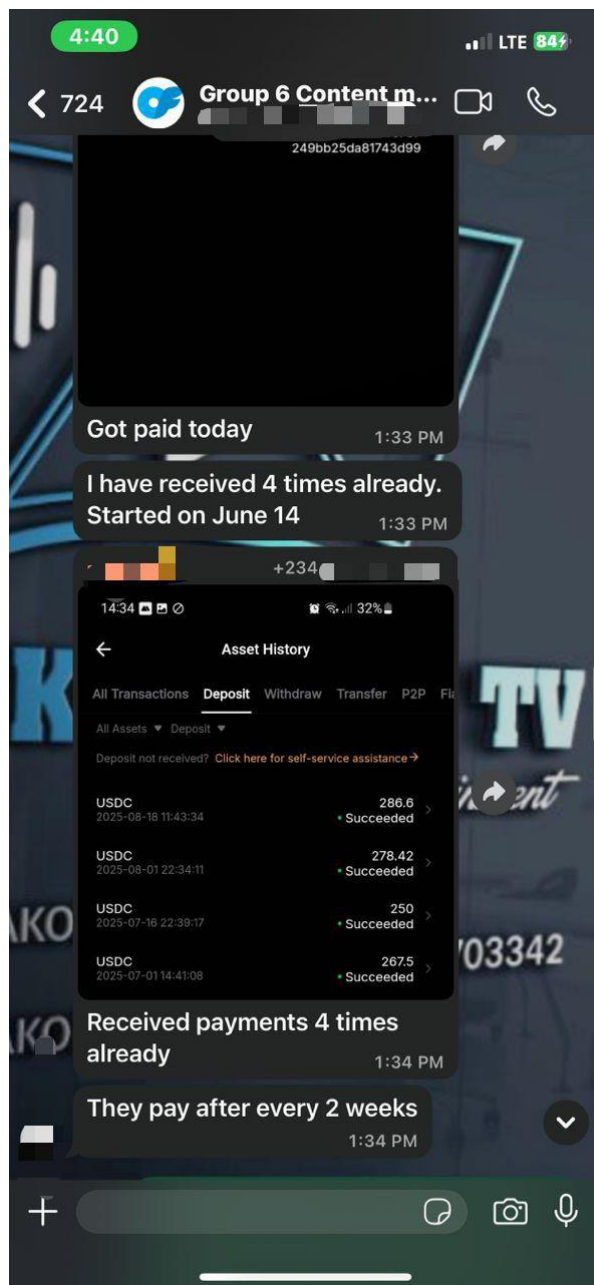 4:40
LTE 84
724
Group 6 Content m...
249bb25da81743d99
Got paid today
1:33 PM
I have received 4 times already.
Started on June 14
1:33 PM
+234
14:34
32%
Asset History
All Transactions Deposit Withdraw Transfer P2P Fia
All Assets Deposit
Deposit not received? Click here for self-service assistance
USDC 286.6
2025-08-18 11:43:34 Succeeded
USDC 278.42
2025-08-01 22:34:11 Succeeded
USDC 250
2025-07-16 22:39:17 Succeeded
USDC 267.5
2025-07-01 14:41:08 Succeeded
K TV
AKO 03342
AKO
Received payments 4 times
already
1:34 PM
They pay after every 2 weeks
1:34 PM